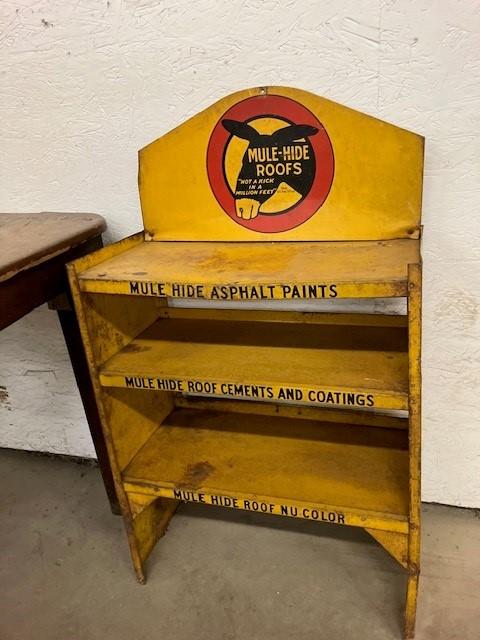 MULE-HIDE
ROOFS
"NOT A KICK
IN A
MILLION FEET"
MULE HIDE ASPHALT PAINTS
MULE HIDE ROOF CEMENTS AND COATINGS
MULE HIDE ROOF NU COLOR